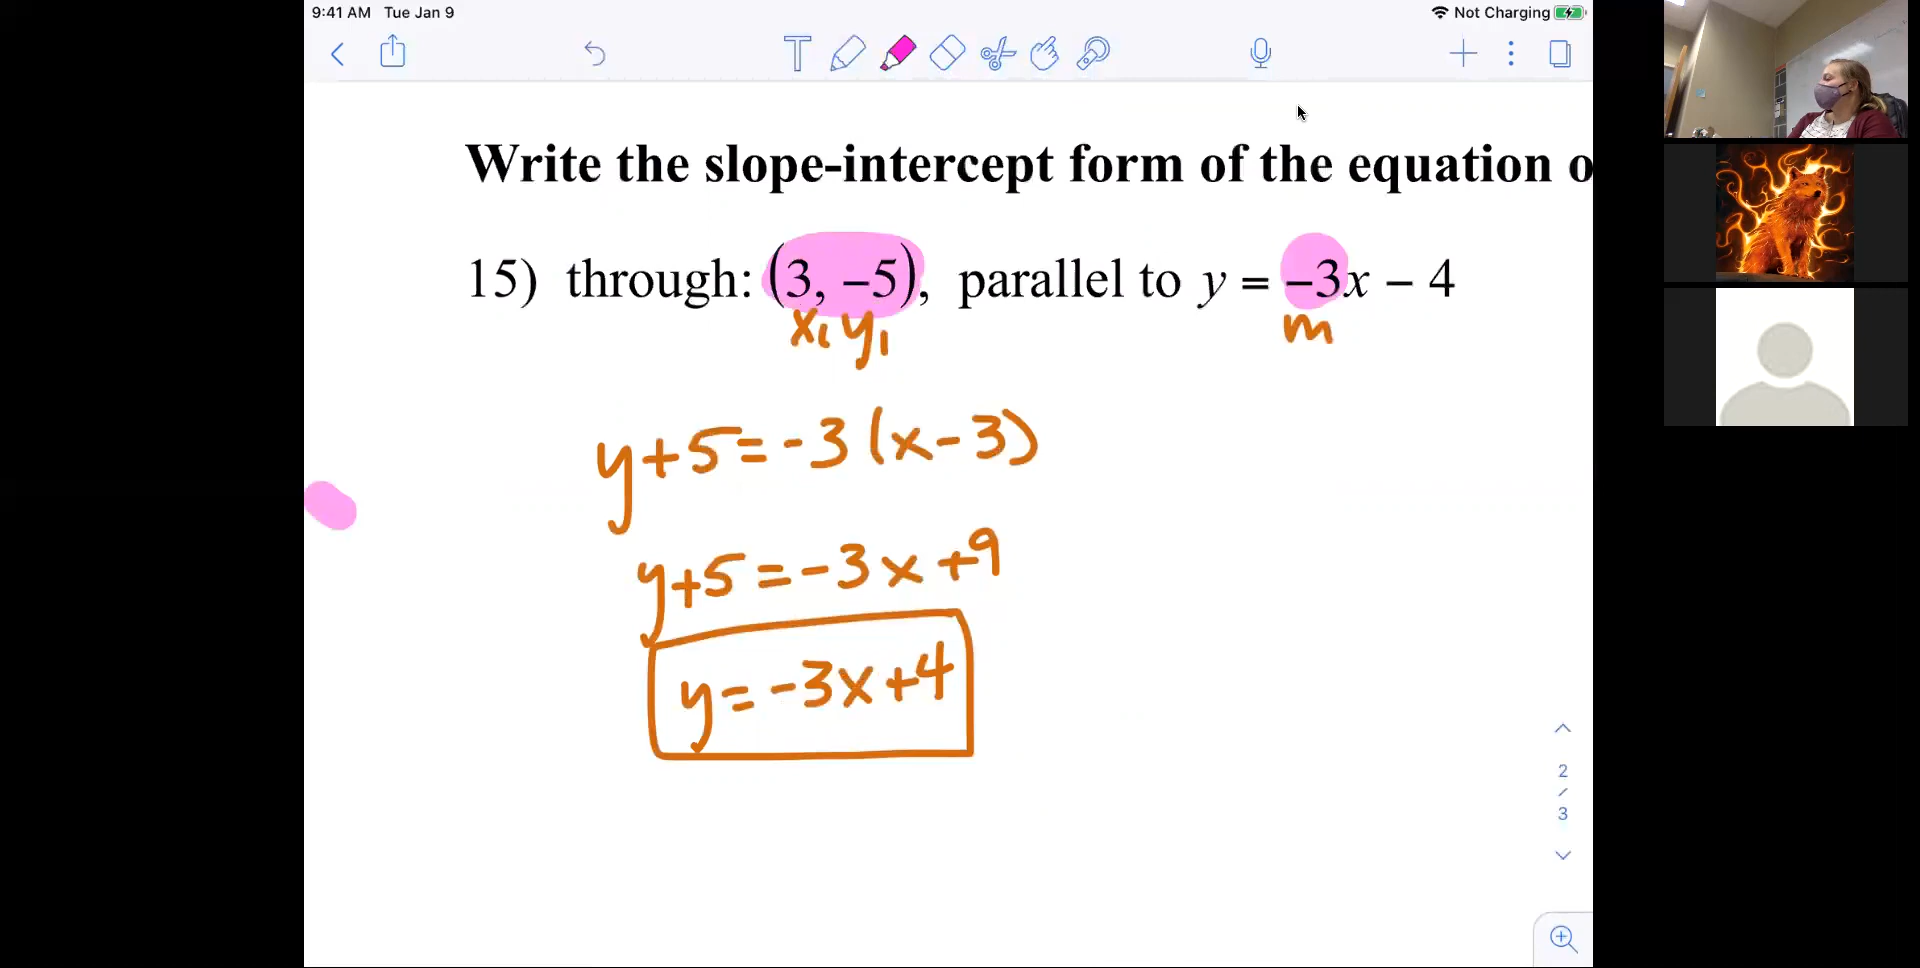 9:41 AM Tue Jan 9
Not Charging
T
Write the slope-intercept form of the equation o
15) through: (3, −5), parallel to y = −3x − 4
x₁ y₁ m
y+5=-3(x-3)
y+5=-3x+9
y=-3x+4
2
/
3